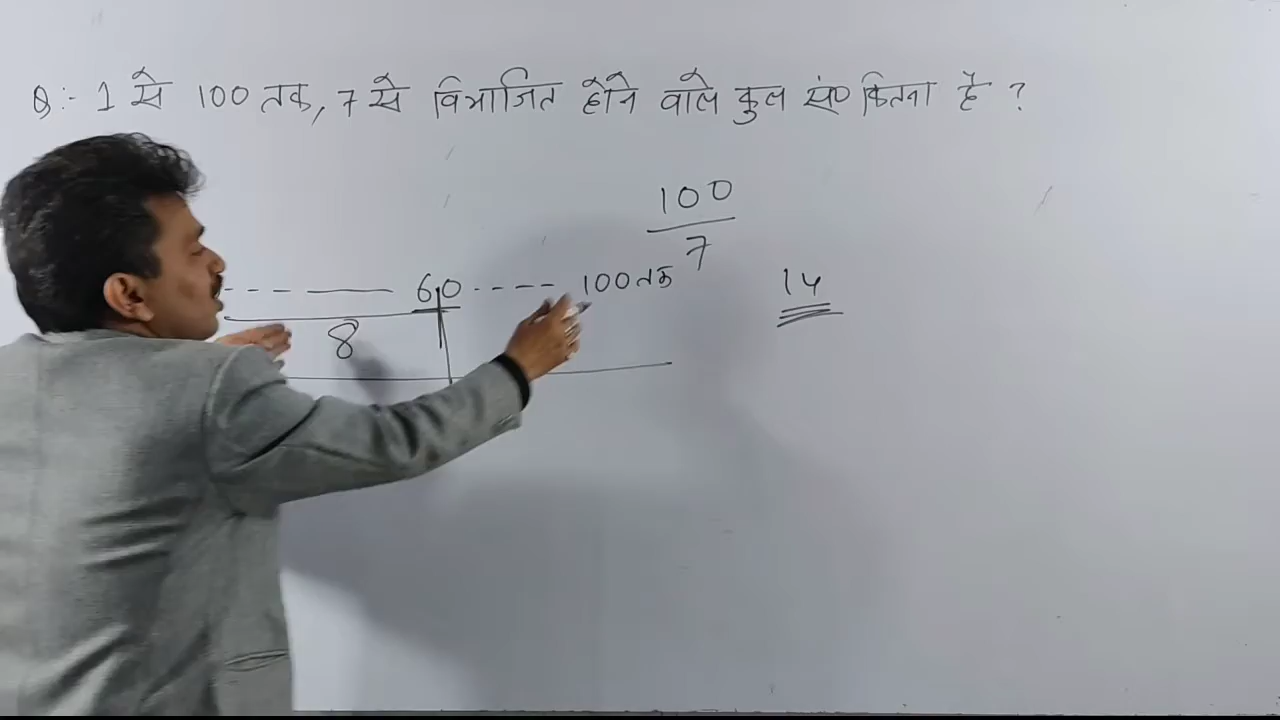 Q:- 1 से 100 तक, 7 से विभाजित होने वाले कुल सं० कितना है ?
100
7
60 ---- 100 तक
14
8